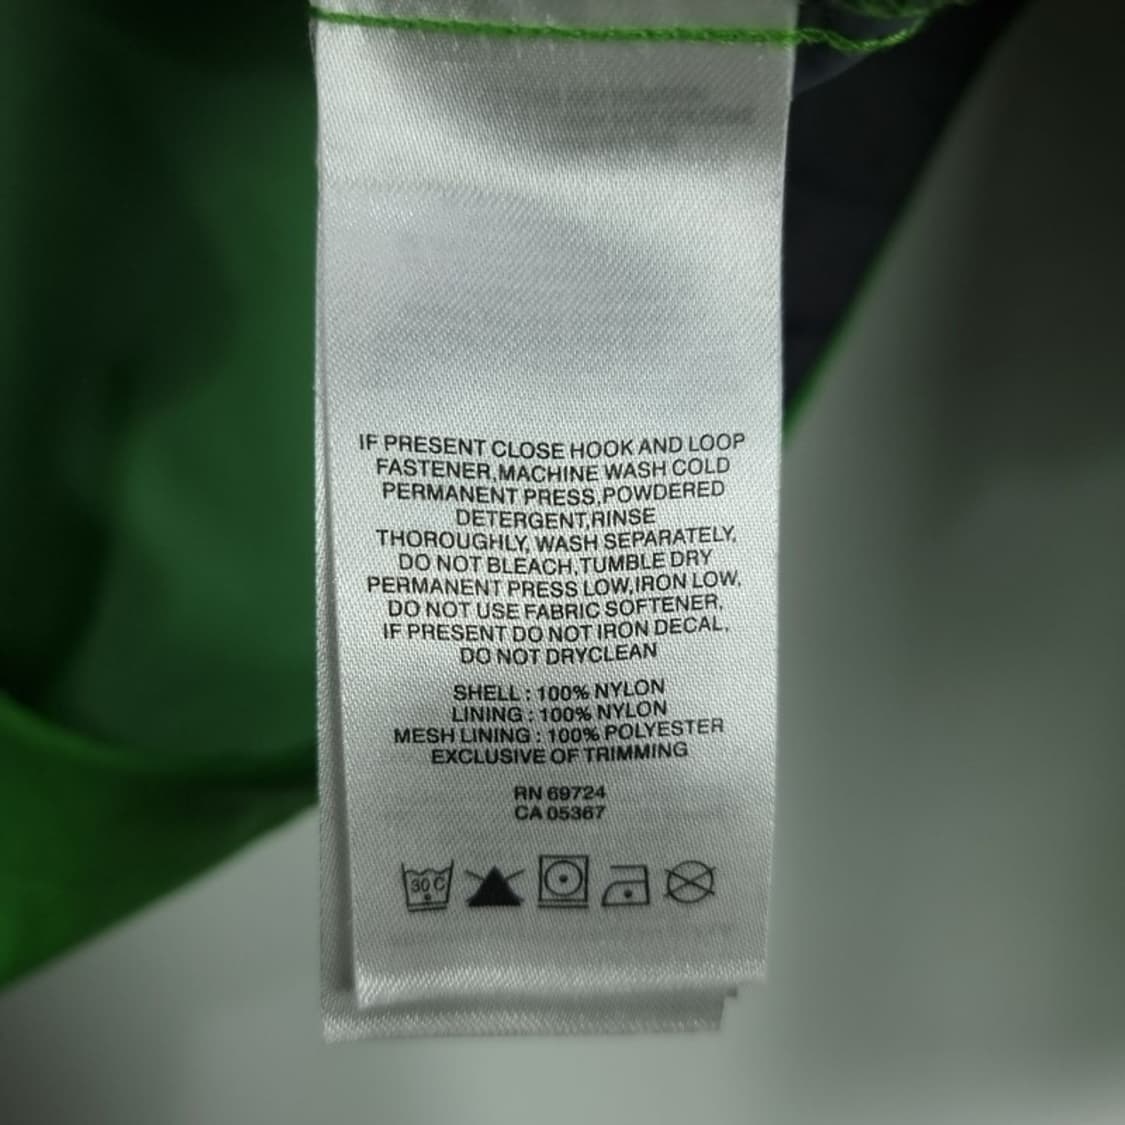 IF PRESENT CLOSE HOOK AND LOOP
FASTENER,MACHINE WASH COLD
PERMANENT PRESS,POWDERED
DETERGENT,RINSE
THOROUGHLY, WASH SEPARATELY,
DO NOT BLEACH,TUMBLE DRY
PERMANENT PRESS LOW,IRON LOW,
DO NOT USE FABRIC SOFTENER,
IF PRESENT DO NOT IRON DECAL,
DO NOT DRYCLEAN
SHELL : 100% NYLON
LINING : 100% NYLON
MESH LINING : 100% POLYESTER
EXCLUSIVE OF TRIMMING
RN 69724
CA 05367
30 C